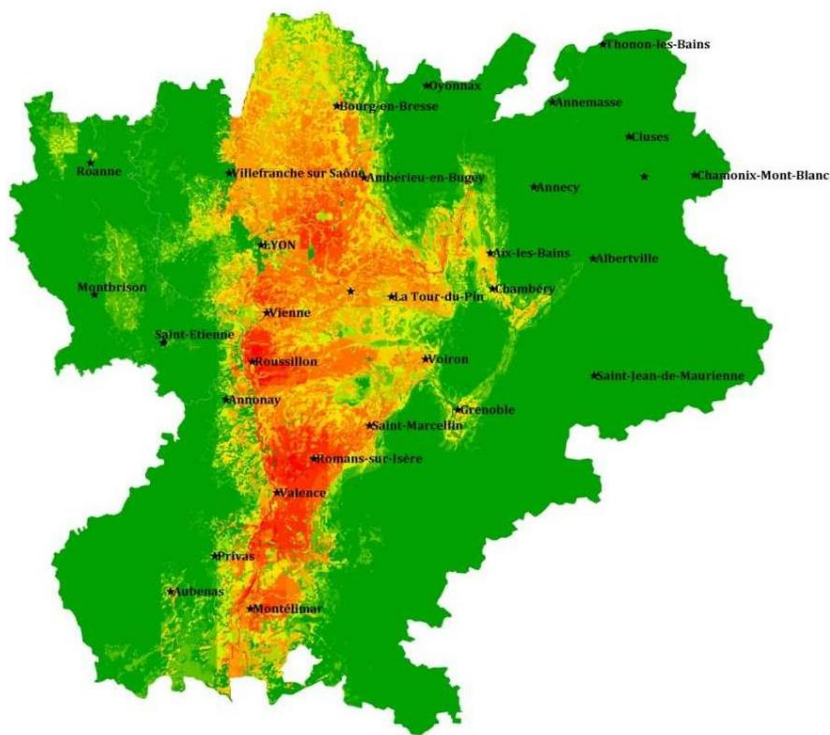 Thonon-les-Bains
Oyonnax
Annemasse
Bourg-en-Bresse
Cluses
Roanne
Villefranche sur Saône
Ambérieu-en-Bugey
Chamonix-Mont-Blanc
Annecy
LYON
Aix-les-Bains
Albertville
Montbrison
La Tour-du-Pin
Chambéry
Vienne
Saint-Etienne
Roussillon
Voiron
Saint-Jean-de-Maurienne
Annonay
Grenoble
Saint-Marcellin
Romans-sur-Isère
Valence
Privas
Aubenas
Montélimar